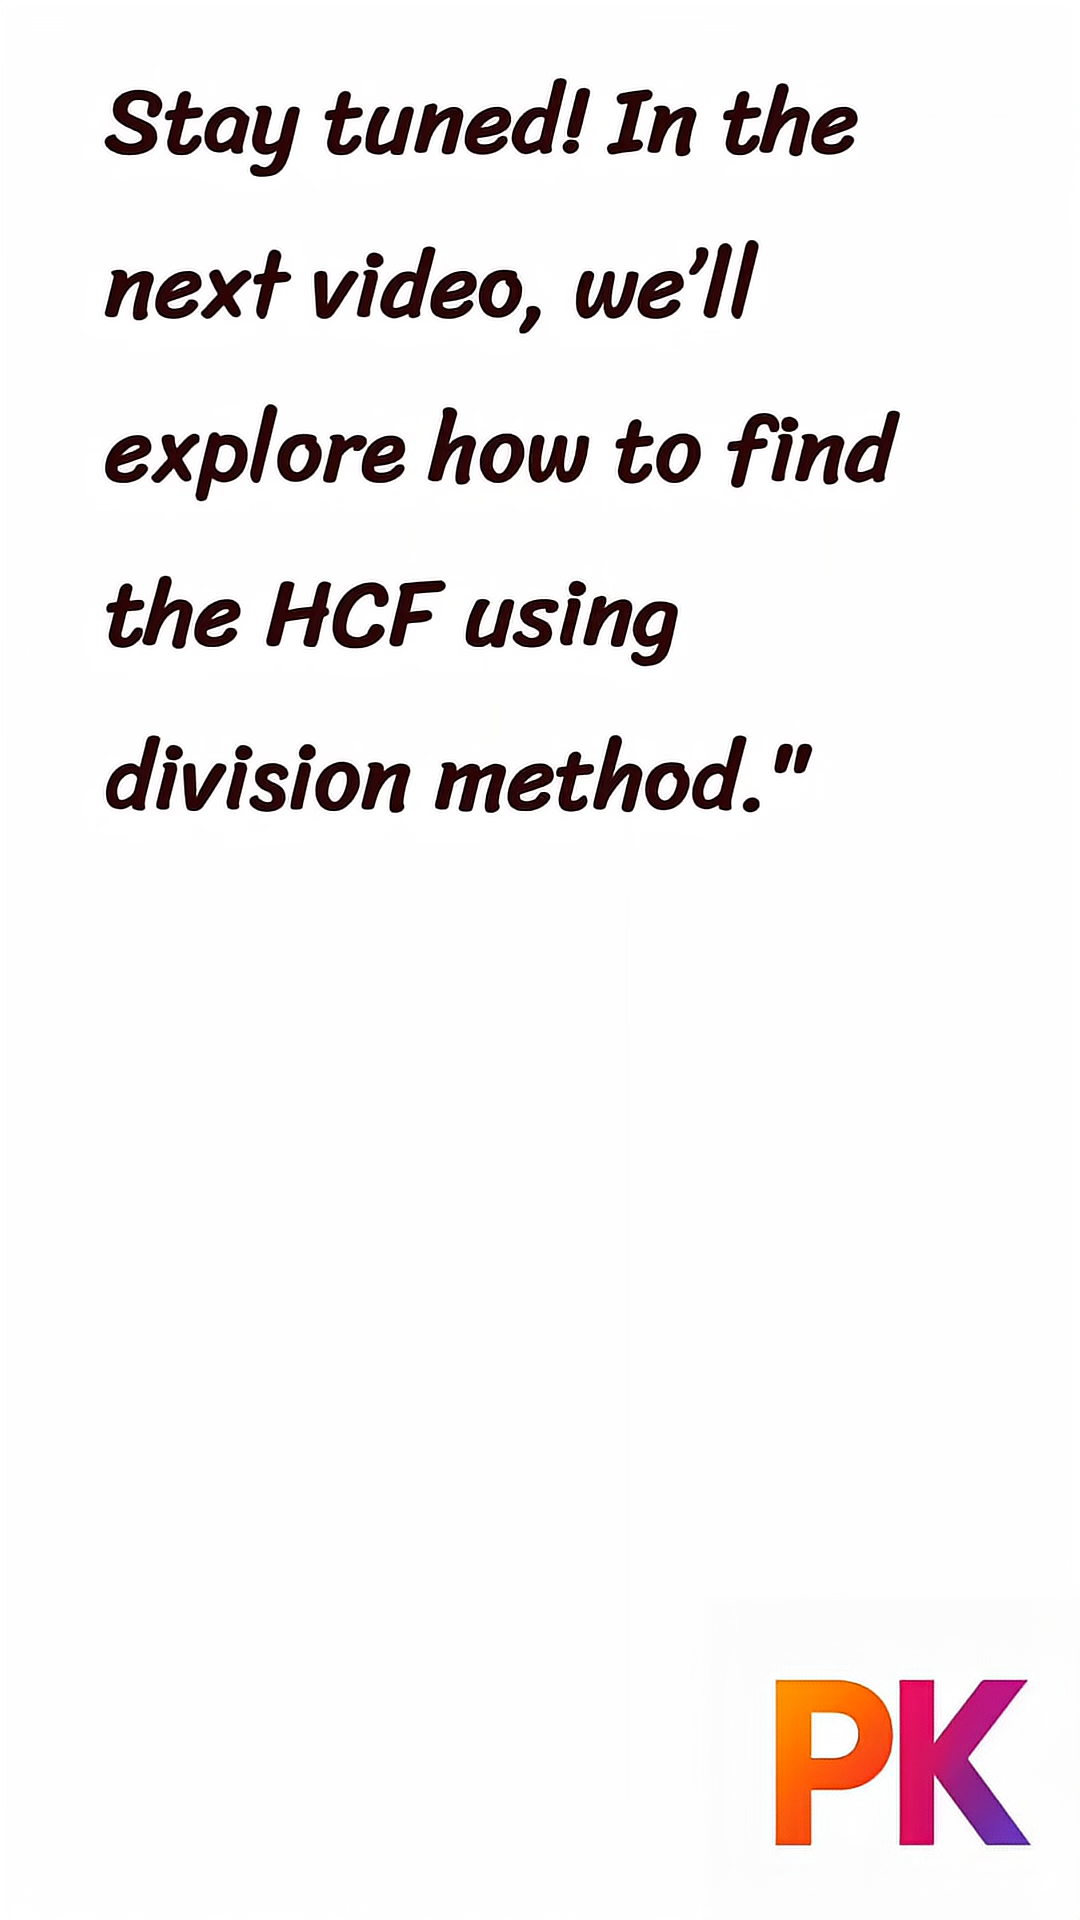 Stay tuned! In the
next video, we’ll
explore how to find
the HCF using
division method."
PK